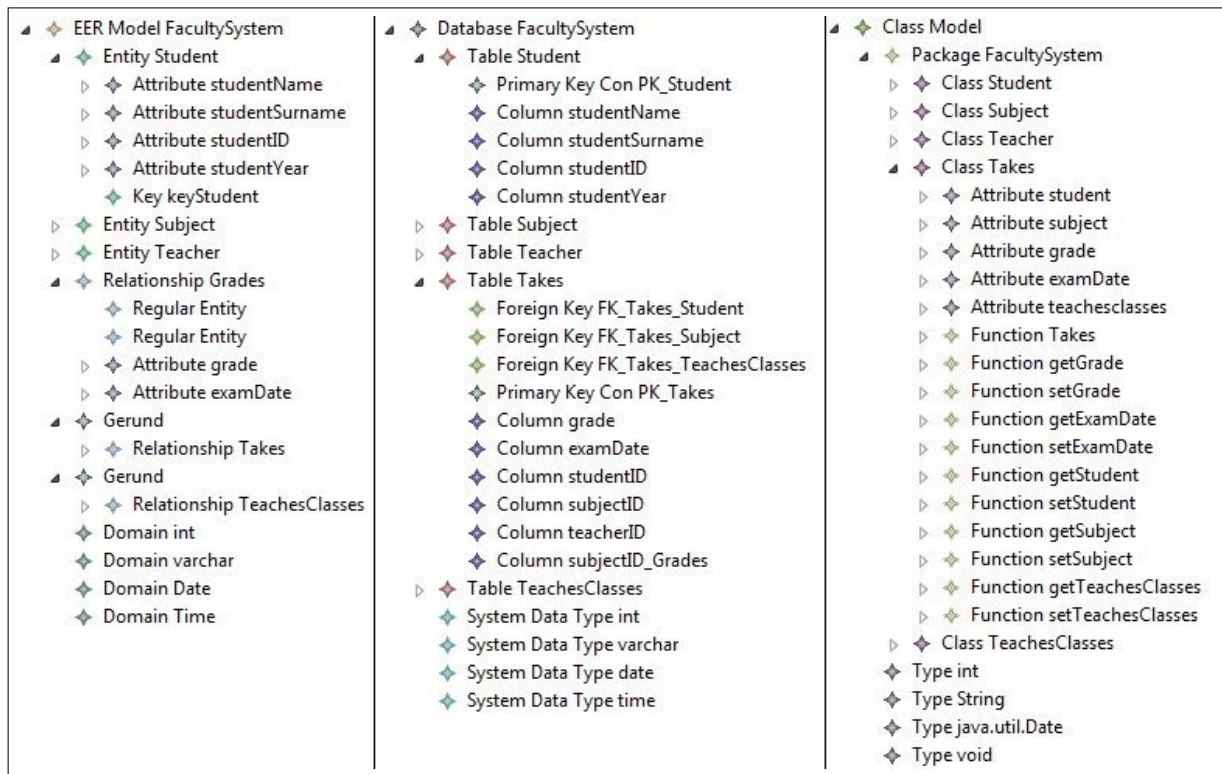 EER Model FacultySystem
Entity Student
Attribute studentName
Attribute studentSurname
Attribute studentID
Attribute studentYear
Key keyStudent
Entity Subject
Entity Teacher
Relationship Grades
Regular Entity
Regular Entity
Attribute grade
Attribute examDate
Gerund
Relationship Takes
Gerund
Relationship TeachesClasses
Domain int
Domain varchar
Domain Date
Domain Time
Database FacultySystem
Table Student
Primary Key Con PK_Student
Column studentName
Column studentSurname
Column studentID
Column studentYear
Table Subject
Table Teacher
Table Takes
Foreign Key FK_Takes_Student
Foreign Key FK_Takes_Subject
Foreign Key FK_Takes_TeachesClasses
Primary Key Con PK_Takes
Column grade
Column examDate
Column studentID
Column subjectID
Column teacherID
Column subjectID_Grades
Table TeachesClasses
System Data Type int
System Data Type varchar
System Data Type date
System Data Type time
Class Model
Package FacultySystem
Class Student
Class Subject
Class Teacher
Class Takes
Attribute student
Attribute subject
Attribute grade
Attribute examDate
Attribute teachesclasses
Function Takes
Function getGrade
Function setGrade
Function getExamDate
Function setExamDate
Function getStudent
Function setStudent
Function getSubject
Function setSubject
Function getTeachesClasses
Function setTeachesClasses
Class TeachesClasses
Type int
Type String
Type java.util.Date
Type void